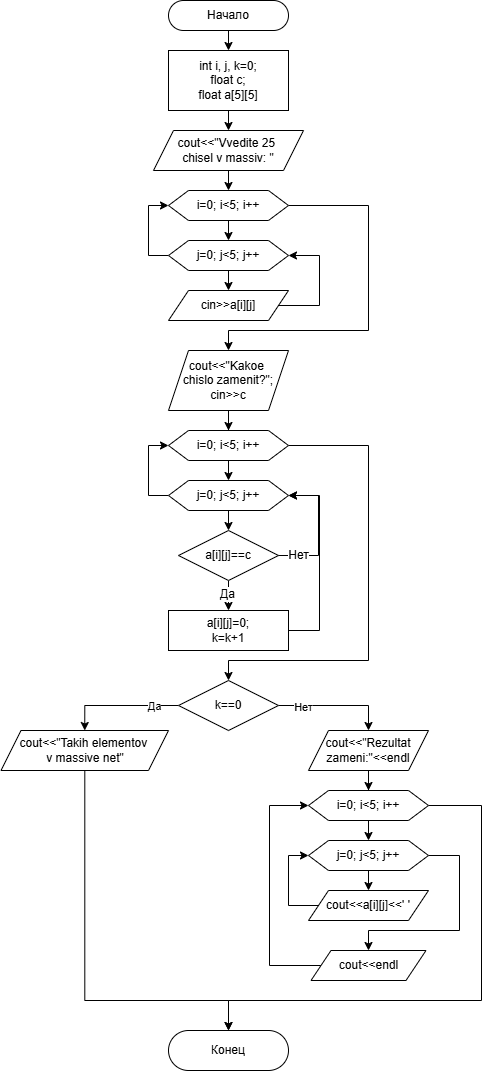 Начало
int i, j, k=0;
float c;
float a[5][5]
cout<<"Vvedite 25
chisel v massiv: "
i=0; i<5; i++
j=0; j<5; j++
cin>>a[i][j]
cout<<"Kakoe
chislo zamenit?";
cin>>c
i=0; i<5; i++
j=0; j<5; j++
a[i][j]==c
Нет
Да
a[i][j]=0;
k=k+1
k==0
Да
Нет
cout<<"Takih elementov
v massive net"
cout<<"Rezultat
zameni:"<<endl
i=0; i<5; i++
j=0; j<5; j++
cout<<a[i][j]<<' '
cout<<endl
Конец